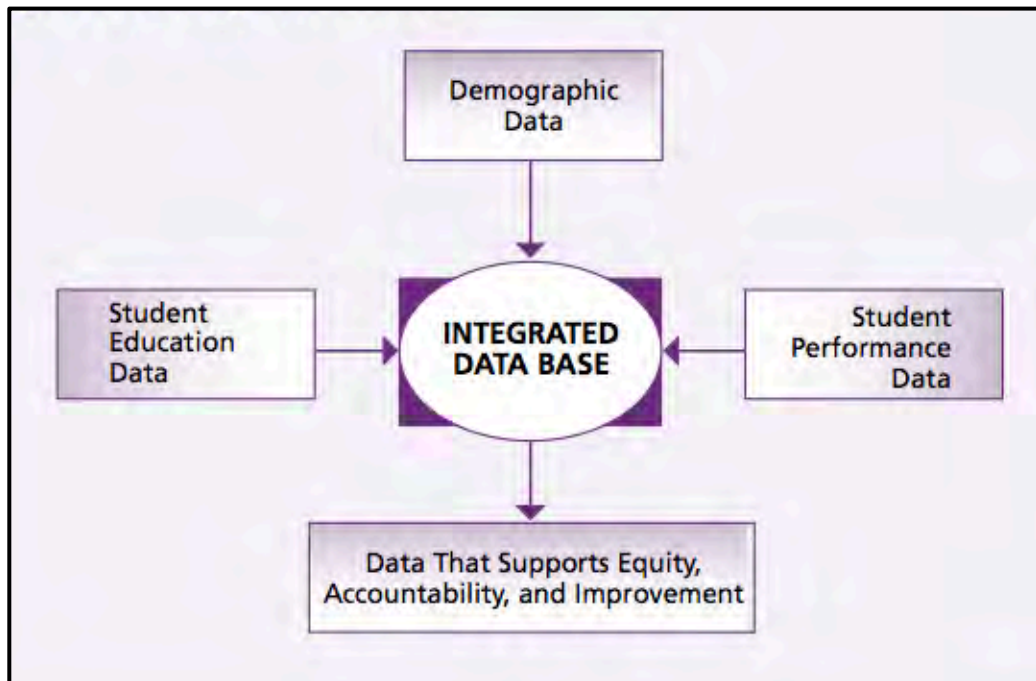 Demographic
Data
Student
Education
Data
INTEGRATED
DATA BASE
Student
Performance
Data
Data That Supports Equity,
Accountability, and Improvement